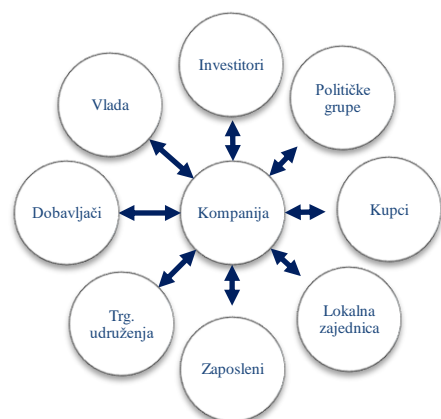 Investitori
Političke
grupe
Vlada
Dobavljači
Kompanija
Kupci
Trg.
udruženja
Lokalna
zajednica
Zaposleni